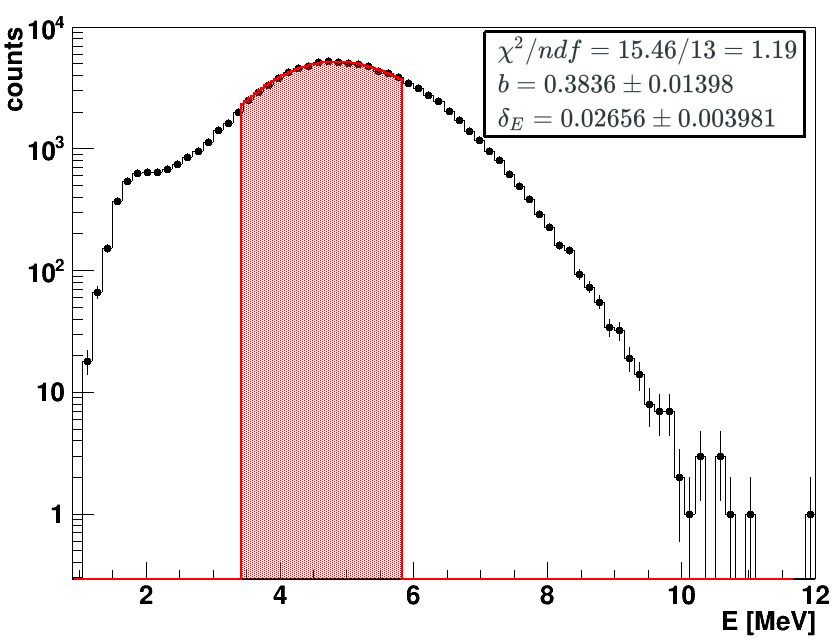 counts
10⁴
10³
10²
10
1
χ²/ndf = 15.46/13 = 1.19
b = 0.3836 ± 0.01398
δ_E = 0.02656 ± 0.003981
2 4 6 8 10 12
E [MeV]